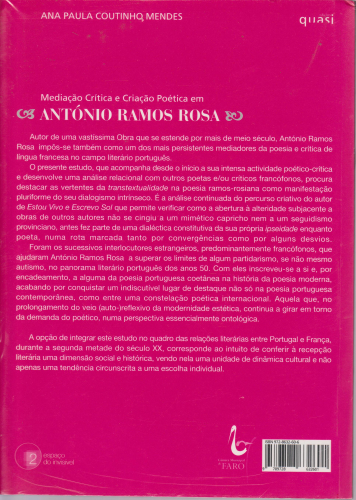 ANA PAULA COUTINHO MENDES
quasi
Mediação Crítica e Criação Poética em
ANTÓNIO RAMOS ROSA
Autor de uma vastíssima Obra que se estende por mais de meio século, António Ramos
Rosa impôs-se também como um dos mais persistentes mediadores da poesia e crítica de
língua francesa no campo literário português.
O presente estudo, que acompanha desde o início a sua intensa actividade poético-crítica
e desenvolve uma análise relacional com outros poetas e/ou críticos francófonos, procura
destacar as vertentes da transtextualidade na poesia ramos-rosiana como manifestação
pluriforme do seu dialogismo intrínseco. É a análise continuada do percurso criativo do autor
de Estou Vivo e Escrevo Sol que permite verificar como a abertura à alteridade subjacente a
obras de outros autores não se cingiu a um mimético capricho nem a um seguidismo
provinciano, antes fez parte de uma dialéctica constitutiva da sua própria ipseidade enquanto
poeta, numa rota marcada tanto por convergências como por alguns desvios.
Foram os sucessivos interlocutores estrangeiros, predominantemente francófonos, que
ajudaram António Ramos Rosa a superar os limites de algum partidarismo, se não mesmo
autismo, no panorama literário português dos anos 50. Com eles inscreveu-se a si e, por
encadeamento, a alguma da poesia portuguesa coetânea na história da poesia moderna,
acabando por conquistar um indiscutível lugar de destaque não só na poesia portuguesa
contemporânea, como entre uma constelação poética internacional. Aquela que, no
prolongamento do veio (auto-)reflexivo da modernidade estética, continua a girar em torno
da demanda do poético, numa perspectiva essencialmente ontológica.
A opção de integrar este estudo no quadro das relações literárias entre Portugal e França,
durante a segunda metade do século XX, corresponde ao intuito de conferir à recepção
literária uma dimensão social e histórica, vendo nela uma unidade de dinâmica cultural e não
apenas uma tendência circunscrita a uma escolha individual.
2
espaço
do invisível
FARO